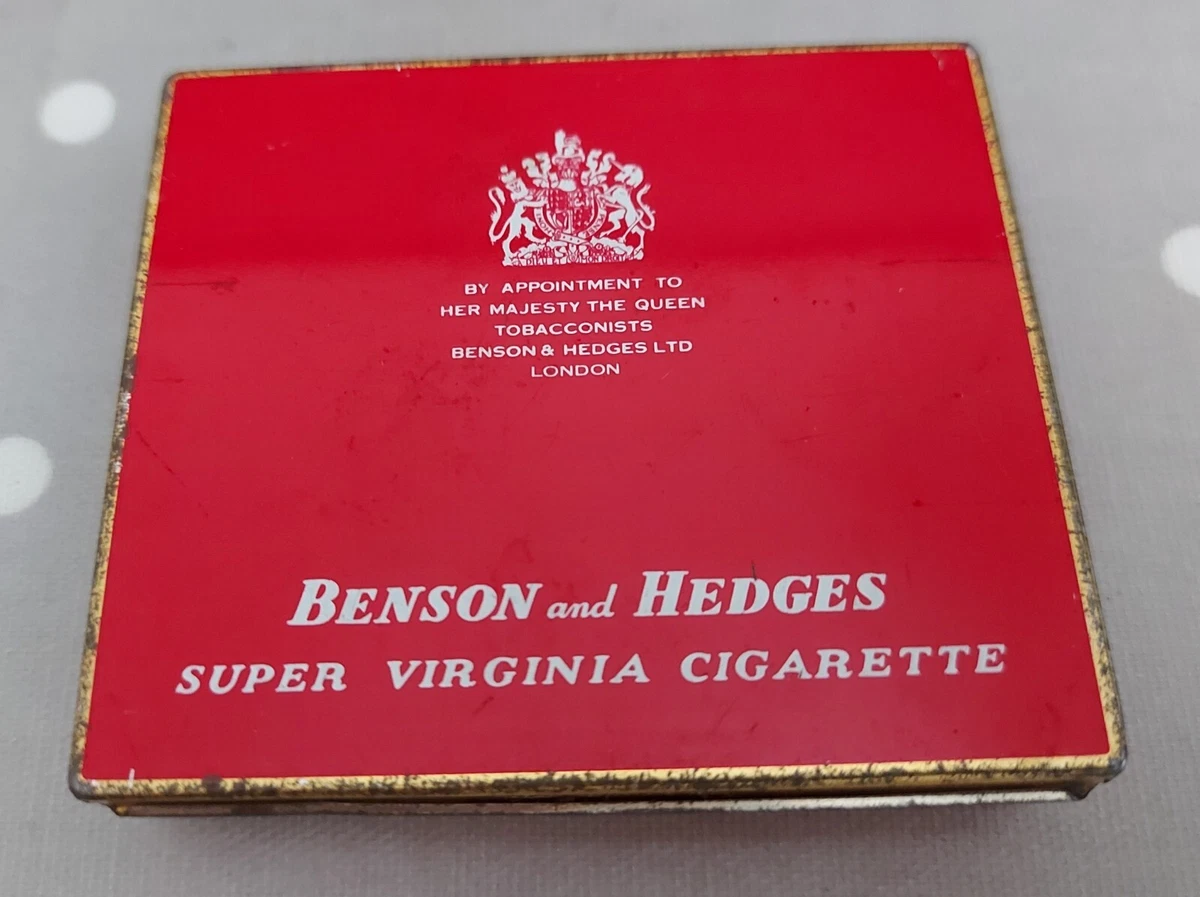 BY APPOINTMENT TO
HER MAJESTY THE QUEEN
TOBACCONISTS
BENSON & HEDGES LTD
LONDON
BENSON and HEDGES
SUPER VIRGINIA CIGARETTE